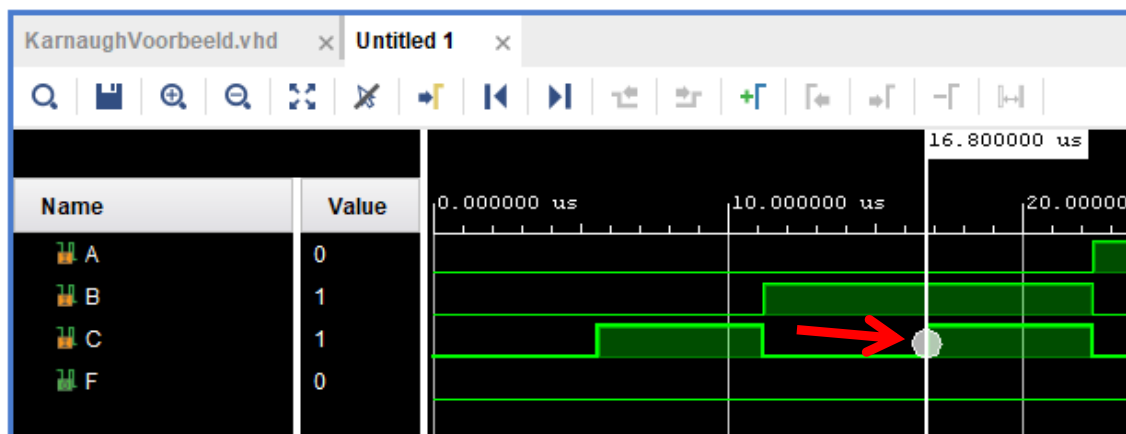 KarnaughVoorbeeld.vhd × Untitled 1 ×
16.800000 us
Name Value 0.000000 us 10.000000 us 20.00000
A 0
B 1
C 1
F 0